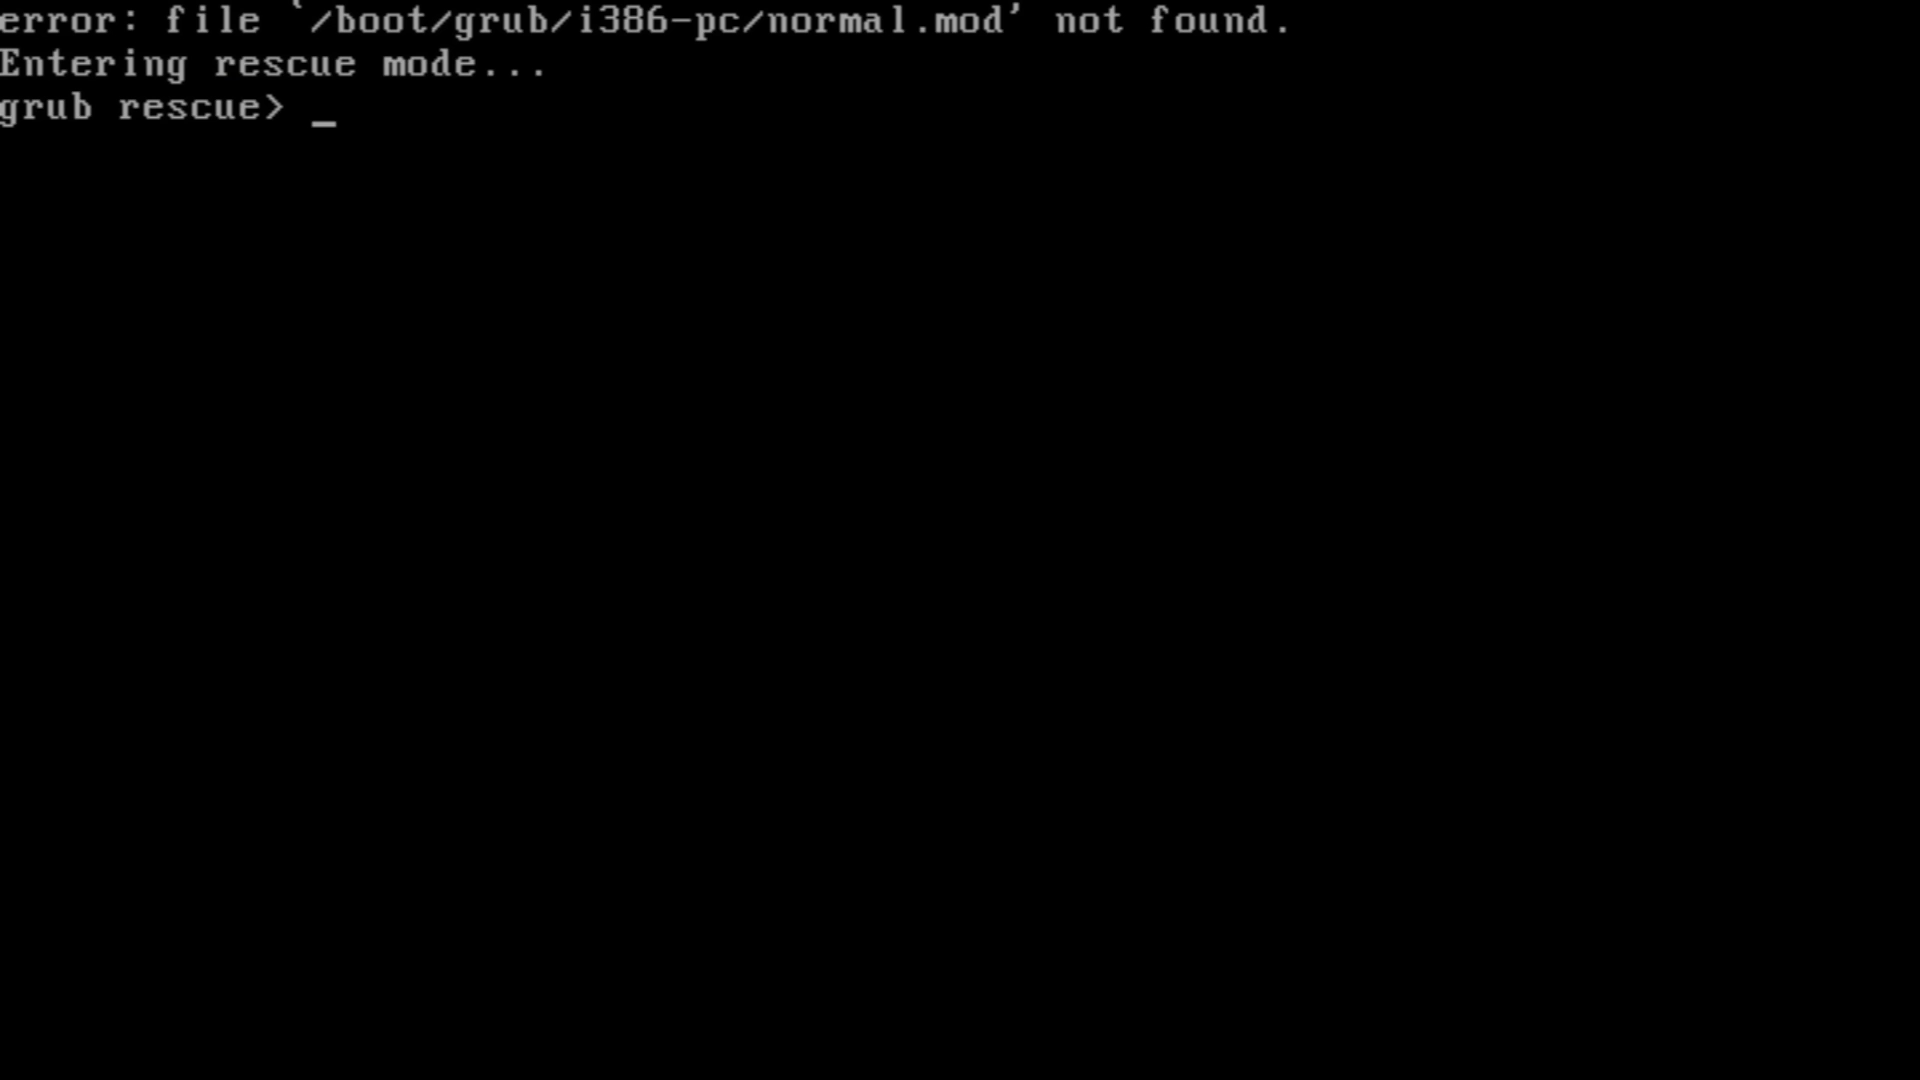 error: file `/boot/grub/i386-pc/normal.mod' not found.
Entering rescue mode...
grub rescue> _